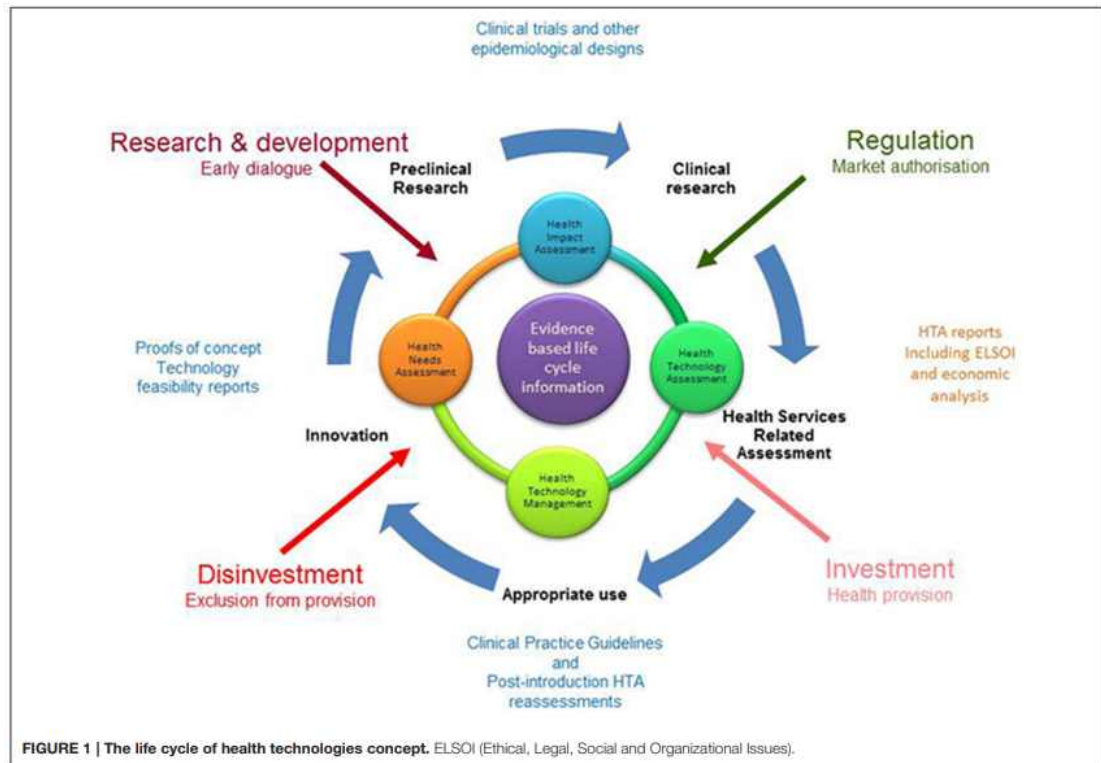 Clinical trials and other
epidemiological designs
Research & development
Early dialogue
Preclinical
Research
Clinical
research
Regulation
Market authorisation
Health
Impact
Assessment
Proofs of concept
Technology
feasibility reports
Health
Needs
Assessment
Evidence
based life
cycle
information
Health
Technology
Assessment
HTA reports
Including ELSOI
and economic
analysis
Innovation
Health Services
Related
Assessment
Health
Technology
Management
Disinvestment
Exclusion from provision
Appropriate use
Investment
Health provision
Clinical Practice Guidelines
and
Post-introduction HTA
reassessments
FIGURE 1 | The life cycle of health technologies concept. ELSOI (Ethical, Legal, Social and Organizational Issues).